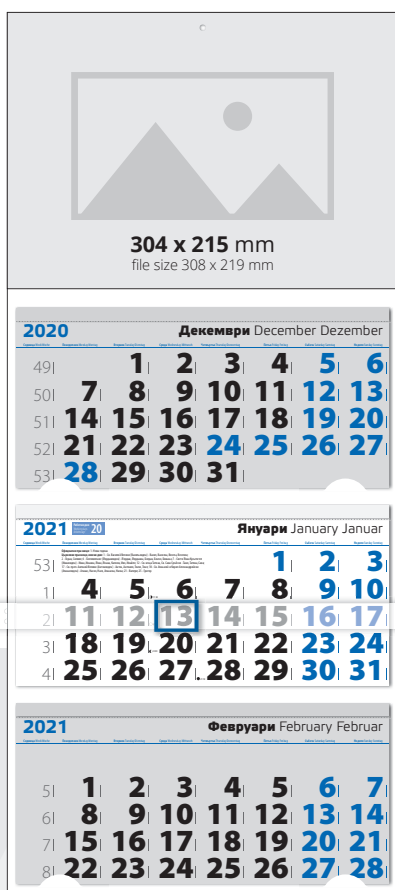 304 x 215 mm
file size 308 x 219 mm
2020 Декември December Dezember
49 1 2 3 4 5 6
50 7 8 9 10 11 12 13
51 14 15 16 17 18 19 20
52 21 22 23 24 25 26 27
53 28 29 30 31
2021 20 Януари January Januar
53 1 2 3
1 4 5 6 7 8 9 10
2 11 12 13 14 15 16 17
3 18 19 20 21 22 23 24
4 25 26 27 28 29 30 31
2021 Февруари February Februar
5 1 2 3 4 5 6 7
6 8 9 10 11 12 13 14
7 15 16 17 18 19 20 21
8 22 23 24 25 26 27 28